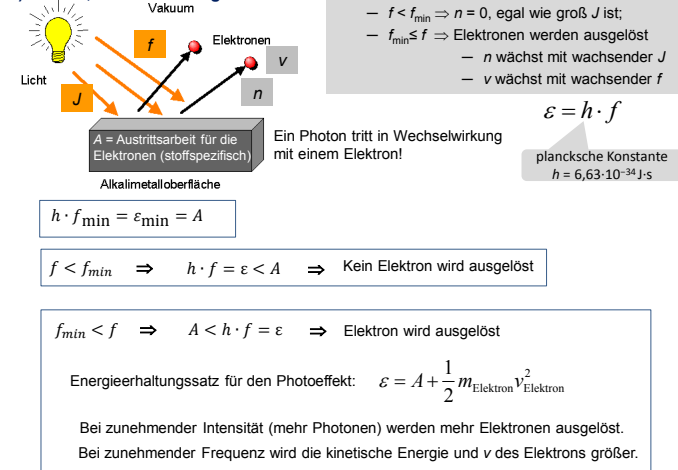 Vakuum
f
Elektronen
v
n
Licht
J
A = Austrittsarbeit für die
Elektronen (stoffspezifisch)
Alkalimetalloberfläche
— f < fmin ⇒ n = 0, egal wie groß J ist;
— fmin ≤ f ⇒ Elektronen werden ausgelöst
— n wächst mit wachsender J
— v wächst mit wachsender f
Ein Photon tritt in Wechselwirkung
mit einem Elektron!
ε = h · f
plancksche Konstante
h = 6,63·10⁻³⁴ J·s
h · fmin = εmin = A
f < fmin ⇒ h · f = ε < A ⇒ Kein Elektron wird ausgelöst
fmin < f ⇒ A < h · f = ε ⇒ Elektron wird ausgelöst
Energieerhaltungssatz für den Photoeffekt: ε = A + 1/2 mElektron v²Elektron
Bei zunehmender Intensität (mehr Photonen) werden mehr Elektronen ausgelöst.
Bei zunehmender Frequenz wird die kinetische Energie und v des Elektrons größer.